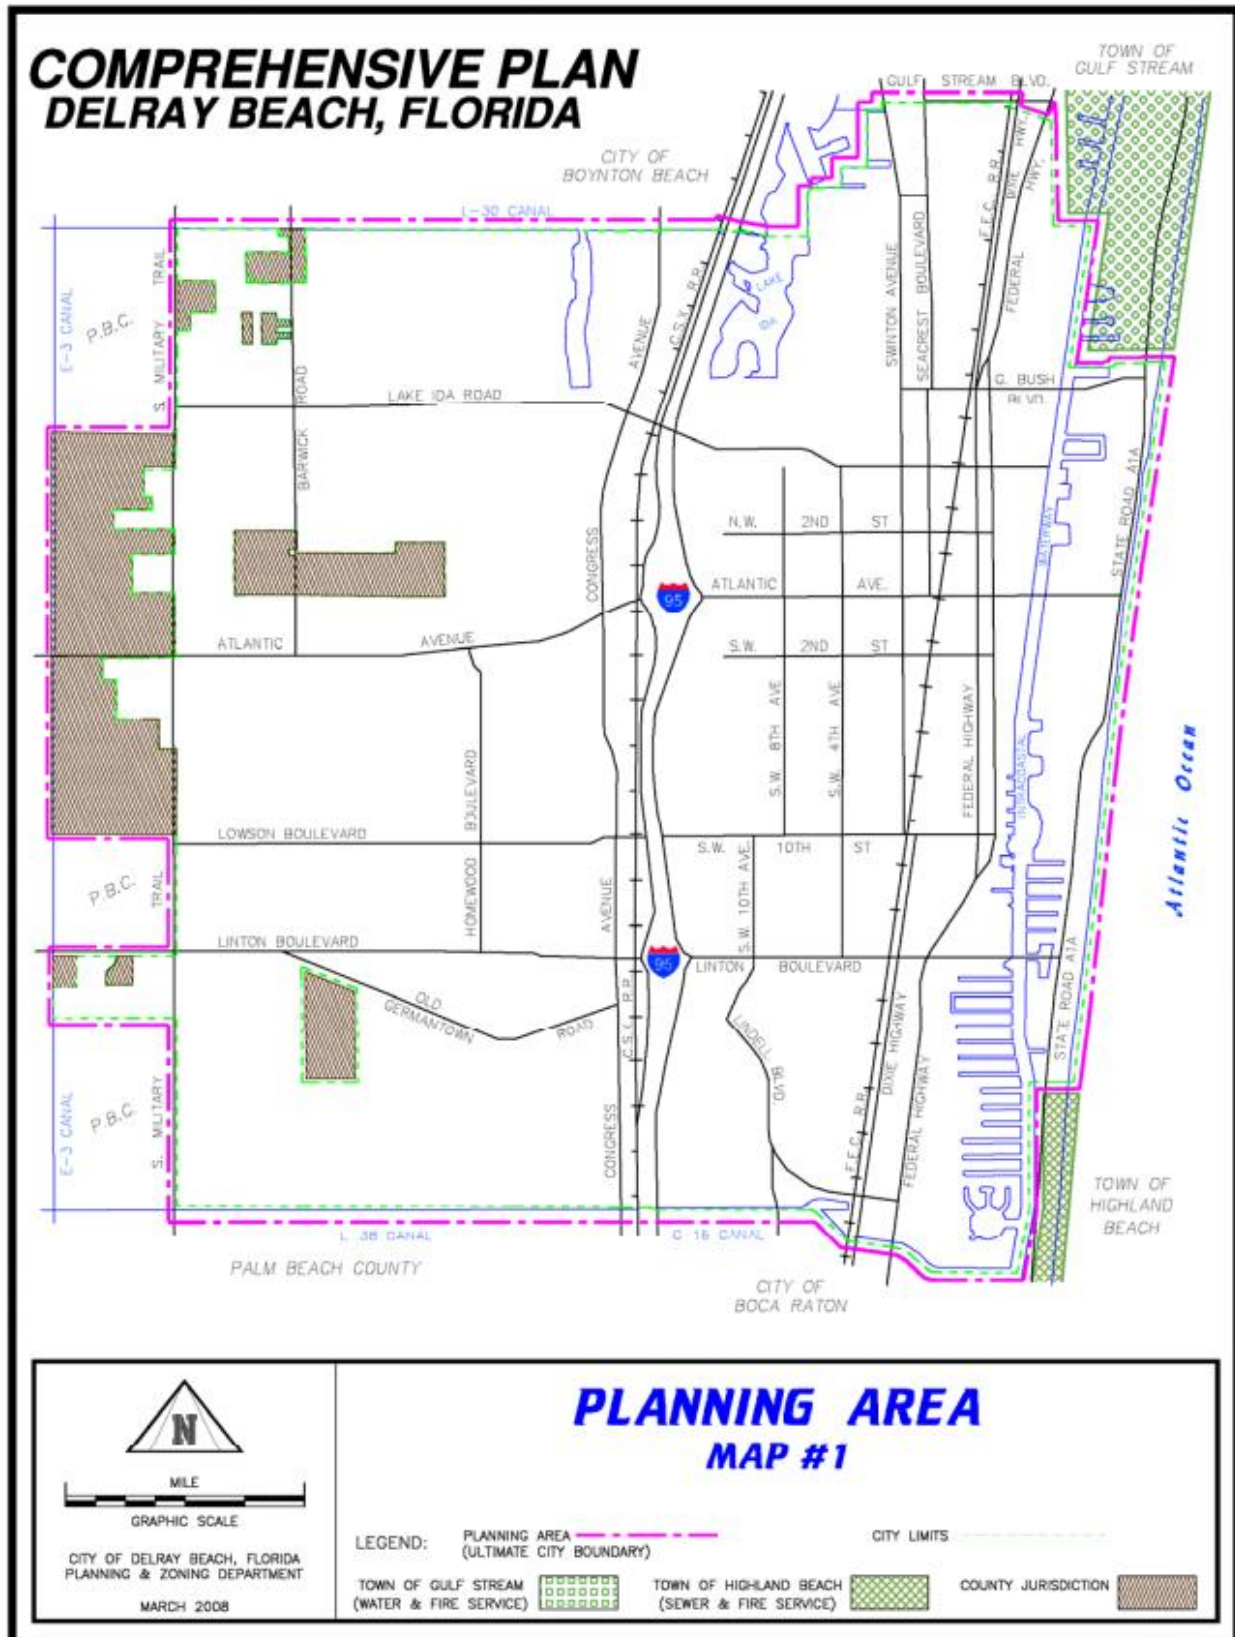 COMPREHENSIVE PLAN
DELRAY BEACH, FLORIDA
TOWN OF
GULF STREAM
GULF STREAM BLVD.
CITY OF
BOYNTON BEACH
L-30 CANAL
E-3 CANAL
P.B.C.
S. MILITARY TRAIL
BARWICK ROAD
LAKE IDA ROAD
CONGRESS AVENUE
C.S.X. R.R.
LAKE
IDA
SWINTON AVENUE
SEACREST BOULEVARD
F.E.C. R.R.
DIXIE HWY.
FEDERAL HWY.
G. BUSH
BLVD.
STATE ROAD A1A
N.W. 2ND ST
WATERWAY
95
ATLANTIC AVE.
ATLANTIC AVENUE
S.W. 2ND ST
S.W. 8TH AVE
S.W. 4TH AVE
FEDERAL HIGHWAY
INTRACOASTAL
Atlantic Ocean
HOMEWOOD BOULEVARD
LOWSON BOULEVARD
S.W. 10TH ST
P.B.C.
TRAIL
AVENUE
S.W. 10TH AVE.
LINTON BOULEVARD
95
LINTON BOULEVARD
STATE ROAD A1A
OLD
GERMANTOWN
ROAD
C.S.X. R.R.
LINDELL BLVD.
DIXIE HIGHWAY
FEDERAL HIGHWAY
F.E.C. R.R.
E-3 CANAL
P.B.C.
S. MILITARY
CONGRESS
TOWN OF
HIGHLAND
BEACH
L 38 CANAL
C 15 CANAL
PALM BEACH COUNTY
CITY OF
BOCA RATON
N
MILE
GRAPHIC SCALE
CITY OF DELRAY BEACH, FLORIDA
PLANNING & ZONING DEPARTMENT
MARCH 2008
PLANNING AREA
MAP #1
LEGEND:
PLANNING AREA
(ULTIMATE CITY BOUNDARY)
CITY LIMITS
TOWN OF GULF STREAM
(WATER & FIRE SERVICE)
TOWN OF HIGHLAND BEACH
(SEWER & FIRE SERVICE)
COUNTY JURISDICTION